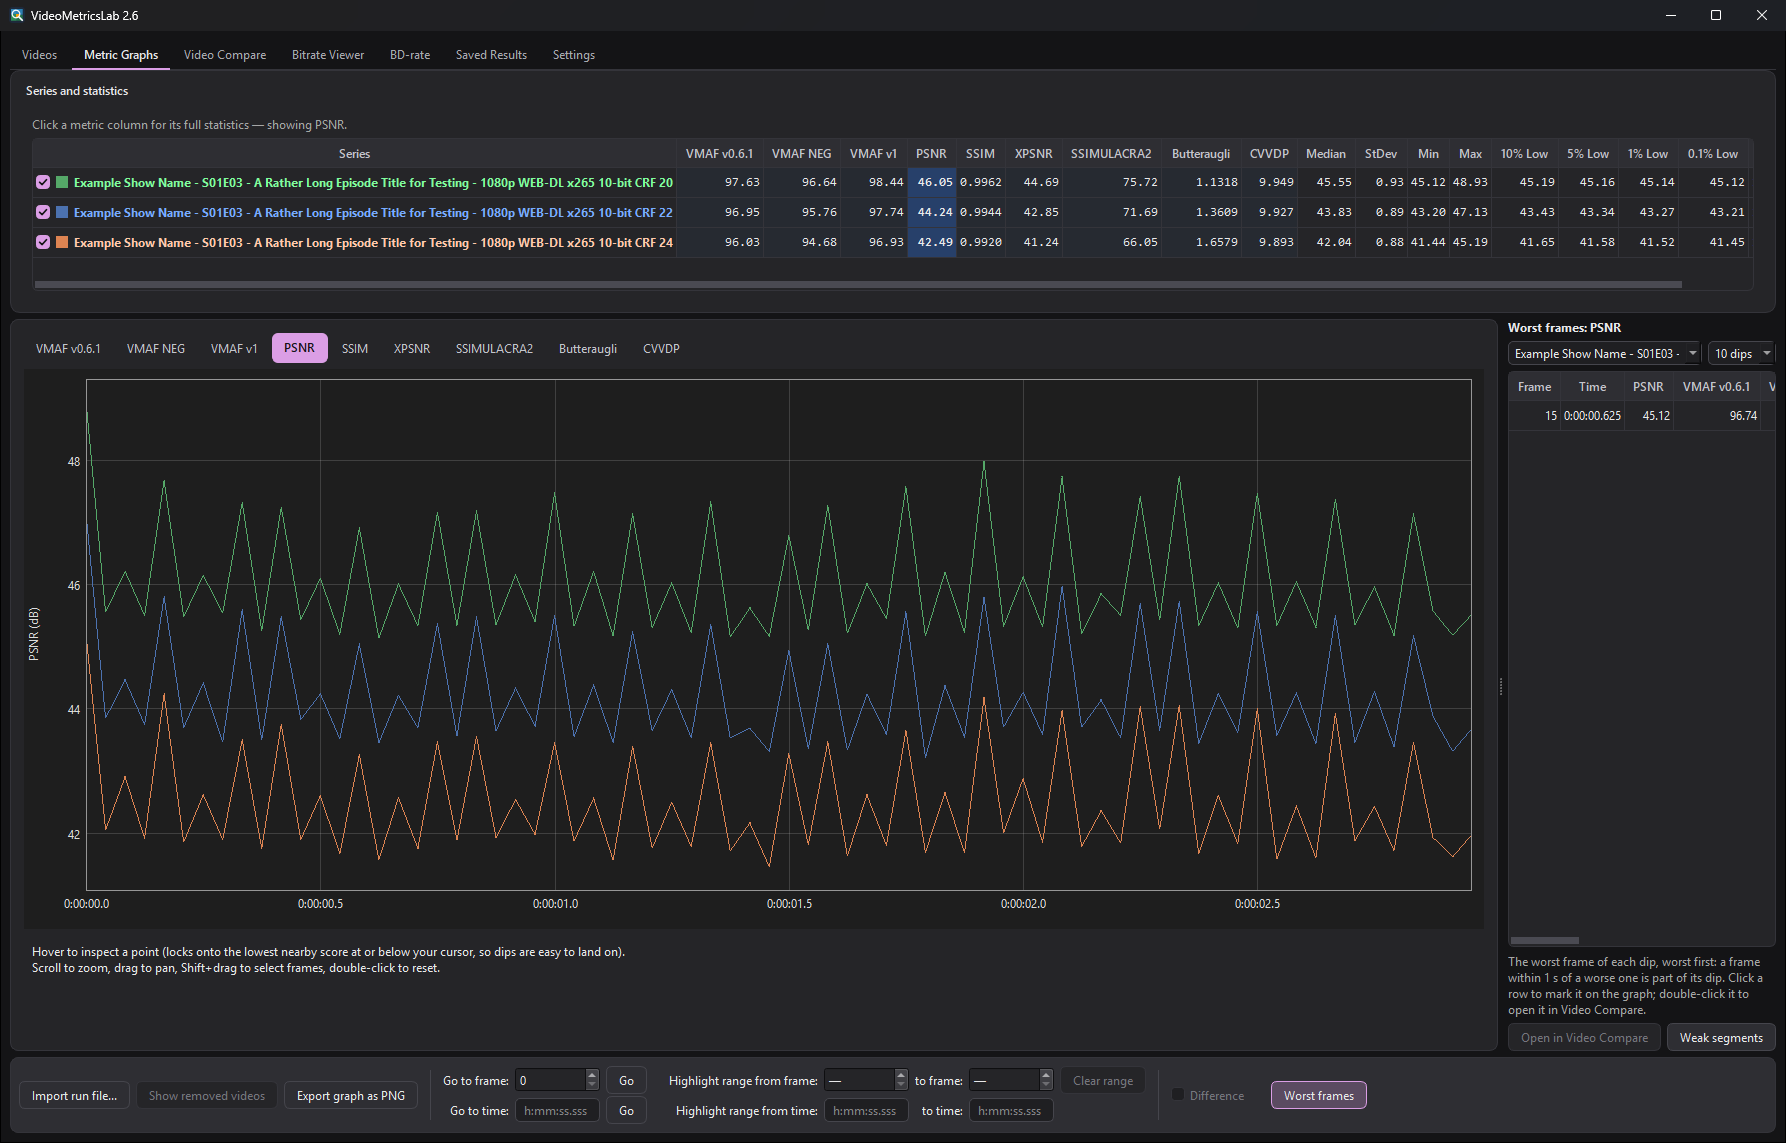 VideoMetricsLab 2.6
Videos Metric Graphs Video Compare Bitrate Viewer BD-rate Saved Results Settings
Series and statistics
Click a metric column for its full statistics — showing PSNR.
Series VMAF v0.6.1 VMAF NEG VMAF v1 PSNR SSIM XPSNR SSIMULACRA2 Butteraugli CVVDP Median StDev Min Max 10% Low 5% Low 1% Low 0.1% Low
Example Show Name - S01E03 - A Rather Long Episode Title for Testing - 1080p WEB-DL x265 10-bit CRF 20 97.63 96.64 98.44 46.05 0.9962 44.69 75.72 1.1318 9.949 45.55 0.93 45.12 48.93 45.19 45.16 45.14 45.12
Example Show Name - S01E03 - A Rather Long Episode Title for Testing - 1080p WEB-DL x265 10-bit CRF 22 96.95 95.76 97.74 44.24 0.9944 42.85 71.69 1.3609 9.927 43.83 0.89 43.20 47.13 43.43 43.34 43.27 43.21
Example Show Name - S01E03 - A Rather Long Episode Title for Testing - 1080p WEB-DL x265 10-bit CRF 24 96.03 94.68 96.93 42.49 0.9920 41.24 66.05 1.6579 9.893 42.04 0.88 41.44 45.19 41.65 41.58 41.52 41.45
VMAF v0.6.1 VMAF NEG VMAF v1 PSNR SSIM XPSNR SSIMULACRA2 Butteraugli CVVDP
48
46
44
42
PSNR (dB)
0:00:00.0 0:00:00.5 0:00:01.0 0:00:01.5 0:00:02.0 0:00:02.5
Hover to inspect a point (locks onto the lowest nearby score at or below your cursor, so dips are easy to land on).
Scroll to zoom, drag to pan, Shift+drag to select frames, double-click to reset.
Worst frames: PSNR
Example Show Name - S01E03 - 10 dips
Frame Time PSNR VMAF v0.6.1 V
15 0:00:00.625 45.12 96.74
The worst frame of each dip, worst first: a frame
within 1 s of a worse one is part of its dip. Click a
row to mark it on the graph; double-click it to
open it in Video Compare.
Open in Video Compare Weak segments
Import run file... Show removed videos Export graph as PNG
Go to frame: 0 Go Highlight range from frame: — to frame: — Clear range
Go to time: h:mm:ss.sss Go Highlight range from time: h:mm:ss.sss to time: h:mm:ss.sss
Difference Worst frames